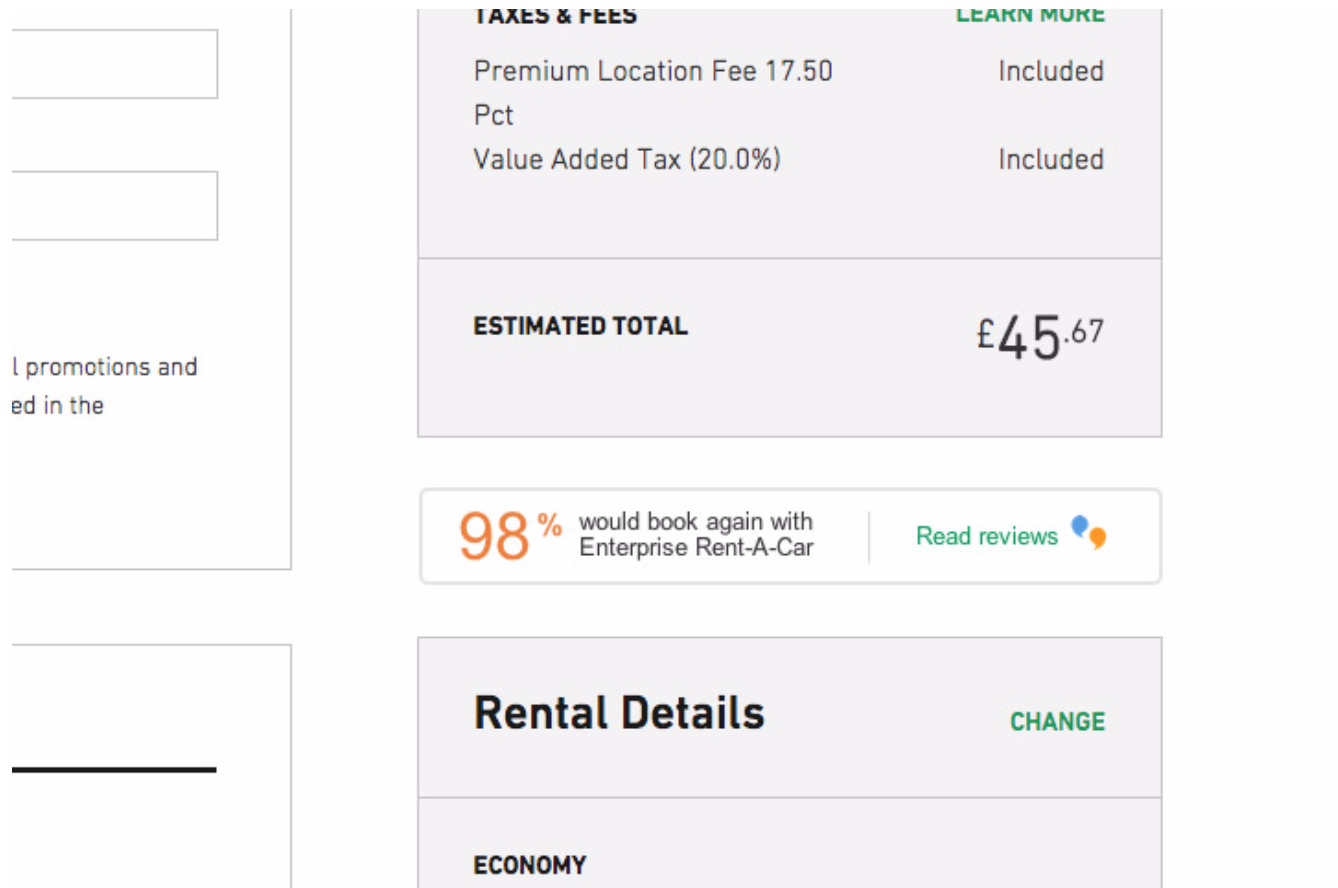 TAXES & FEES LEARN MORE
Premium Location Fee 17.50 Included
Pct
Value Added Tax (20.0%) Included
ESTIMATED TOTAL £45.67
l promotions and
ed in the
98% would book again with
Enterprise Rent-A-Car
Read reviews
Rental Details CHANGE
ECONOMY